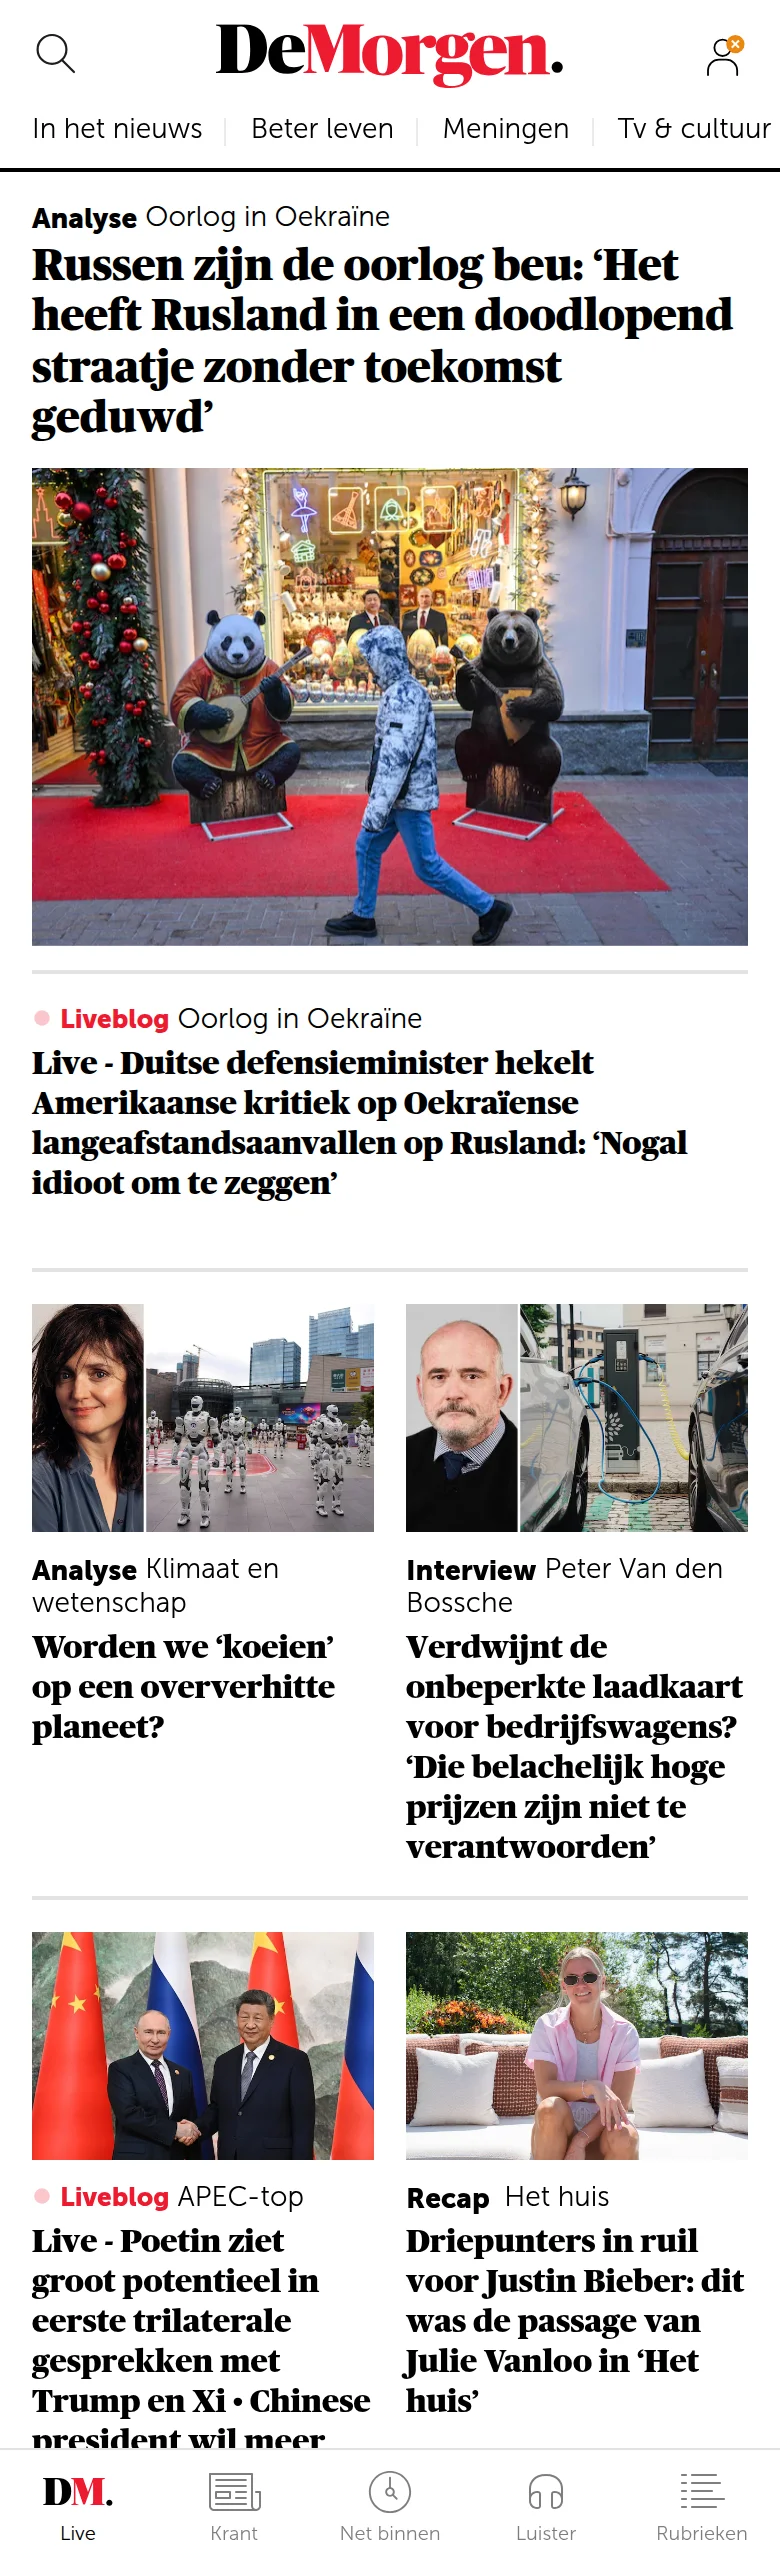 DeMorgen.
In het nieuws
Beter leven
Meningen
Tv & cultuur
Analyse Oorlog in Oekraïne
Russen zijn de oorlog beu: ‘Het
heeft Rusland in een doodlopend
straatje zonder toekomst
geduwd’
Liveblog Oorlog in Oekraïne
Live - Duitse defensieminister hekelt
Amerikaanse kritiek op Oekraïense
langeafstandsaanvallen op Rusland: ‘Nogal
idioot om te zeggen’
Analyse Klimaat en
wetenschap
Worden we ‘koeien’
op een oververhitte
planeet?
Interview Peter Van den
Bossche
Verdwijnt de
onbeperkte laadkaart
voor bedrijfswagens?
‘Die belachelijk hoge
prijzen zijn niet te
verantwoorden’
Liveblog APEC-top
Live - Poetin ziet
groot potentieel in
eerste trilaterale
gesprekken met
Trump en Xi • Chinese
president wil meer
Recap Het huis
Driepunters in ruil
voor Justin Bieber: dit
was de passage van
Julie Vanloo in ‘Het
huis’
DM.
Live
Krant
Net binnen
Luister
Rubrieken